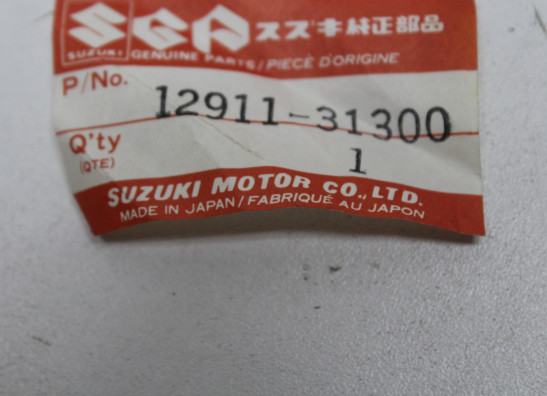 SGP スズキ純正部品
SUZUKI GENUINE PARTS/PIECÉ D'ORIGINE
P/No. 12911-31300
Q'ty 1
(QTE)
SUZUKI MOTOR CO., LTD.
MADE IN JAPAN/FABRIQUÉ AU JAPON